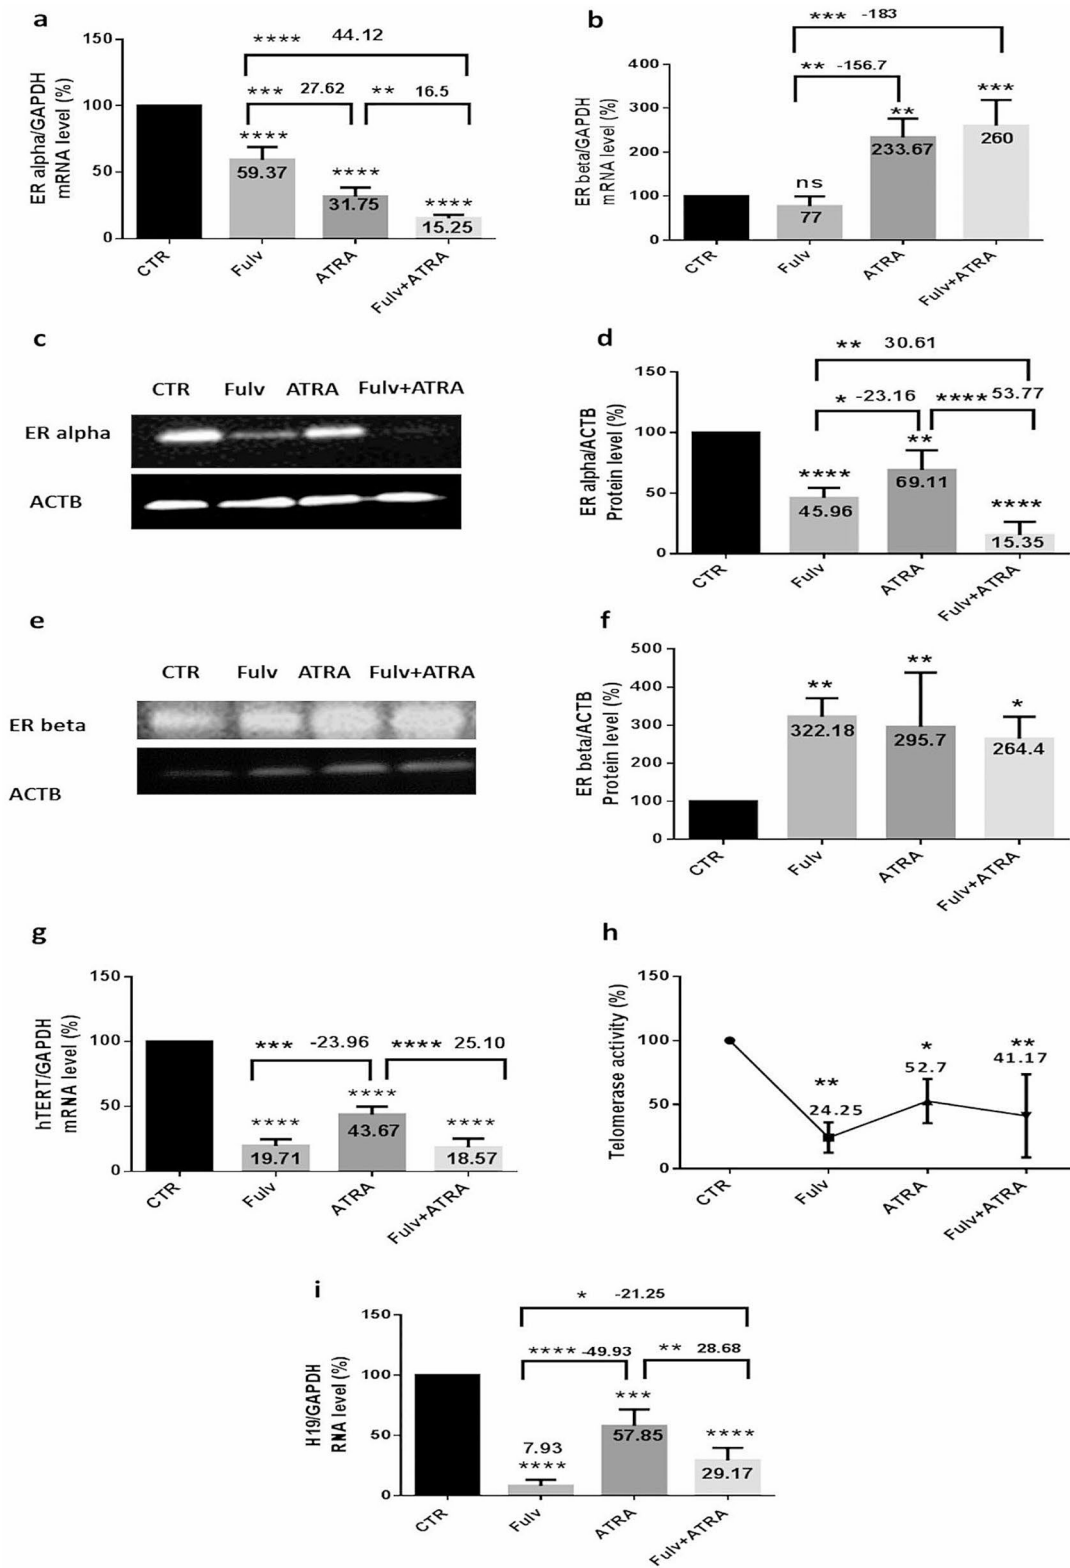 a
ER alpha/GAPDH
mRNA level (%)
150
100
50
0
**** 44.12
*** 27.62
** 16.5
****
59.37
****
31.75
****
15.25
CTR
Fulv
ATRA
Fulv+ATRA
b
ER beta/GAPDH
mRNA level (%)
400
300
200
100
0
*** -183
** -156.7
ns
77
**
233.67
***
260
CTR
Fulv
ATRA
Fulv+ATRA
c
CTR Fulv ATRA Fulv+ATRA
ER alpha
ACTB
d
ER alpha/ACTB
Protein level (%)
150
100
50
0
** 30.61
* -23.16
**** 53.77
****
45.96
**
69.11
****
15.35
CTR
Fulv
ATRA
Fulv+ATRA
e
CTR Fulv ATRA Fulv+ATRA
ER beta
ACTB
f
ER beta/ACTB
Protein level (%)
500
400
300
200
100
0
**
322.18
**
295.7
*
264.4
CTR
Fulv
ATRA
Fulv+ATRA
g
hTERT/GAPDH
mRNA level (%)
150
100
50
0
*** -23.96
**** 25.10
****
19.71
****
43.67
****
18.57
CTR
Fulv
ATRA
Fulv+ATRA
h
Telomerase activity (%)
150
100
50
0
**
24.25
*
52.7
**
41.17
CTR
Fulv
ATRA
Fulv+ATRA
i
H19/GAPDH
RNA level (%)
150
100
50
0
* -21.25
**** -49.93
** 28.68
7.93
****
***
57.85
****
29.17
CTR
Fulv
ATRA
Fulv+ATRA